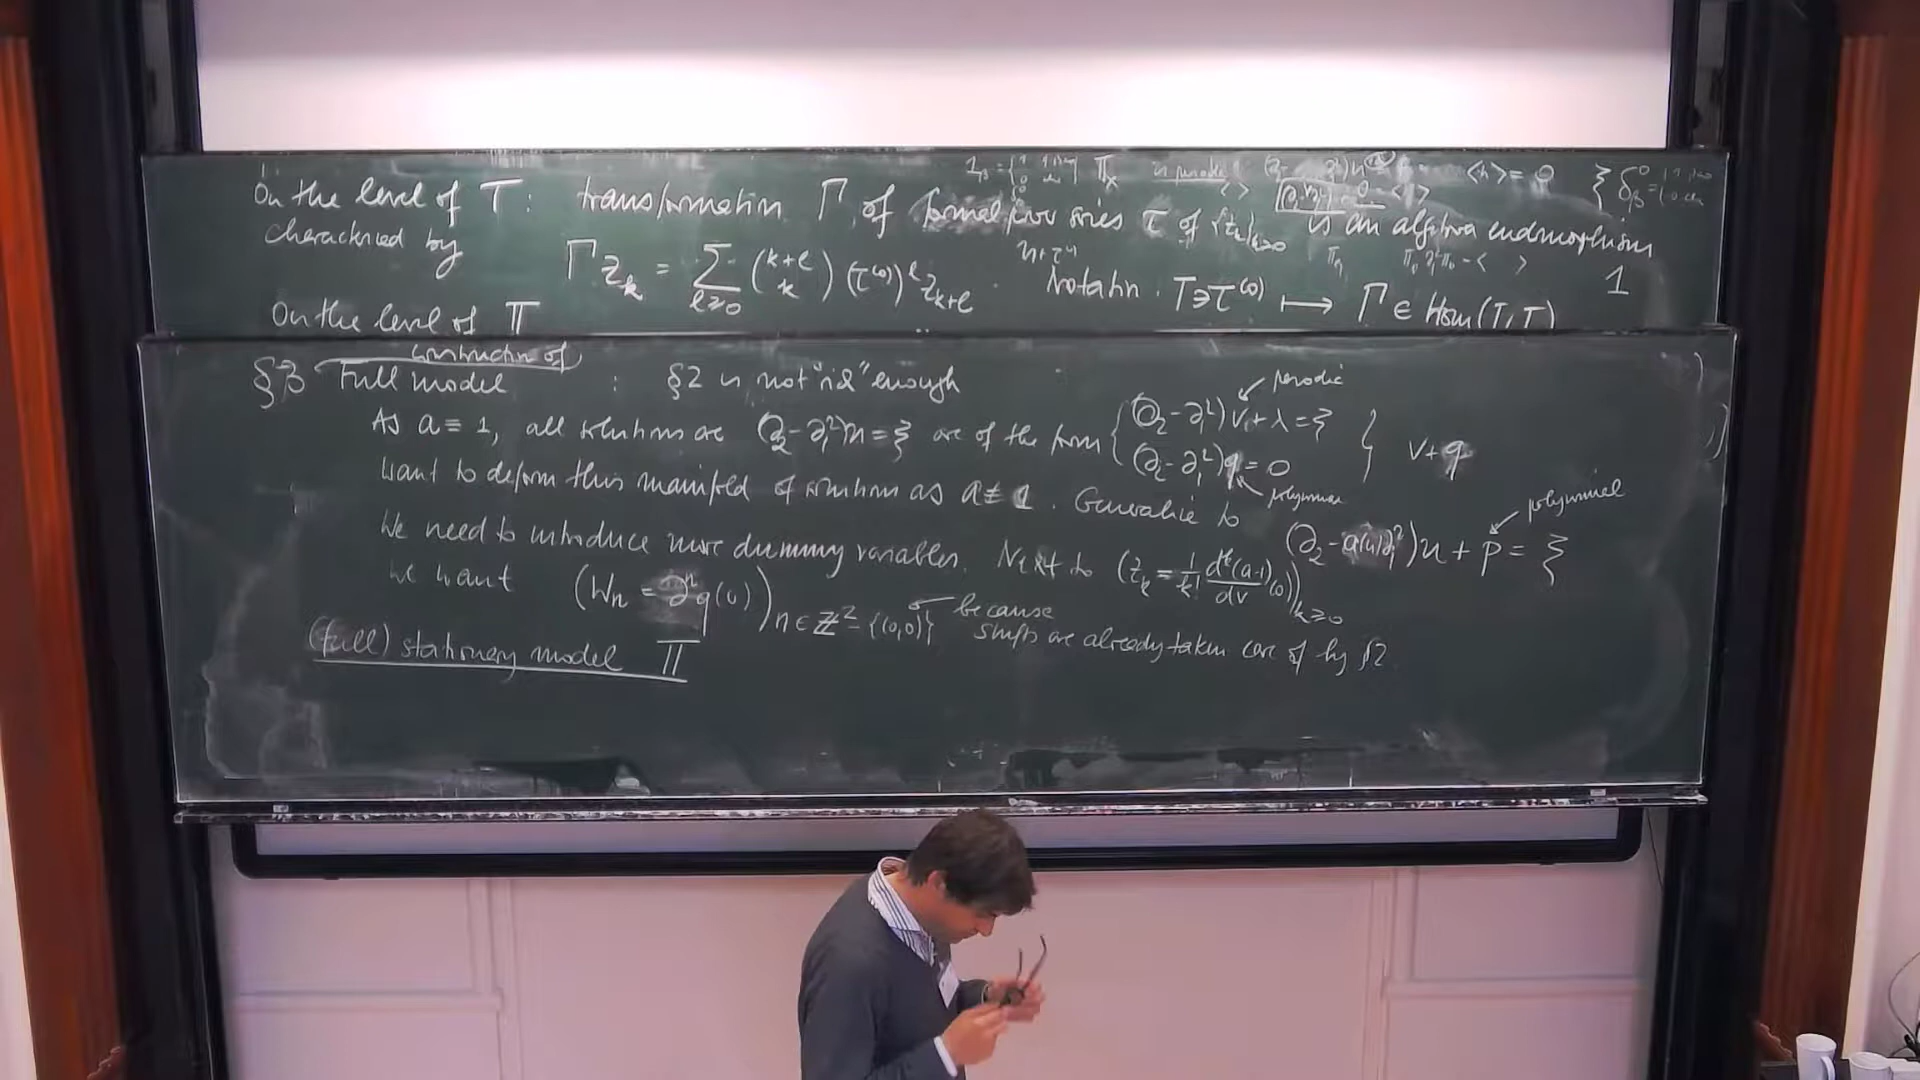 On the level of T : transformation Γ of formal power series τ of {z_k}_{k≥0} is an algebra endomorphism
characterized by
Γ z_k = Σ_{ℓ≥0} (k+ℓ choose k) (τ^{(0)})^ℓ z_{k+ℓ} . Notation . T∋τ^{(0)} ↦ Γ ∈ Hom(T,T) 1
On the level of Π
construction of
§3 Full model : §2 is not "rich" enough
As a ≡ 1, all solutions are (∂_2-∂_1^2)u=ξ are of the form { (∂_2-∂_1^2)v+λ=ξ ← periodic
(∂_2-∂_1^2)q=0 ← polynomial } v+q
Want to deform this manifold of solutions as a≢1. Generalize to (∂_2-a(u)∂_1^2)u+p=ξ ← polynomial
We need to introduce more dummy variables. Next to (z_k = 1/k! d^k(a-1)/dv^k (0))_{k≥0}
we want (w_n = ∂^n q(0))_{n∈Z^2-{(0,0)}} ← because
shifts are already taken care of by §2
(full) stationary model Π